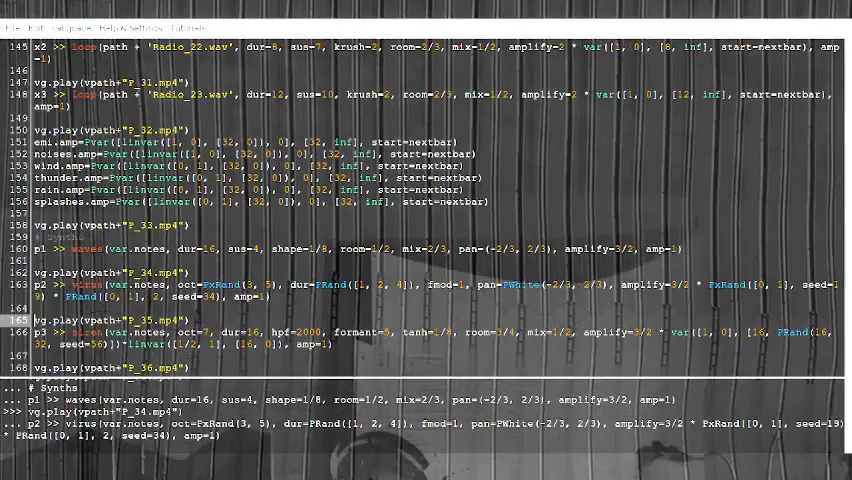 File Edit Language Help & Settings Tutorials
145 x2 >> loop(path + 'Radio_22.wav', dur=8, sus=7, krush=2, room=2/3, mix=1/2, amplify=2 * var([1, 0], [8, inf], start=nextbar), amp
=1)
146
147 vg.play(vpath+"P_31.mp4")
148 x3 >> loop(path + 'Radio_23.wav', dur=12, sus=10, krush=2, room=2/3, mix=1/2, amplify=2 * var([1, 0], [12, inf], start=nextbar),
amp=1)
149
150 vg.play(vpath+"P_32.mp4")
151 emi.amp=Pvar([linvar([1, 0], [32, 0]), 0], [32, inf], start=nextbar)
152 noises.amp=Pvar([linvar([1, 0], [32, 0]), 0], [32, inf], start=nextbar)
153 wind.amp=Pvar([linvar([0, 1], [32, 0]), 0], [32, inf], start=nextbar)
154 thunder.amp=Pvar([linvar([0, 1], [32, 0]), 0], [32, inf], start=nextbar)
155 rain.amp=Pvar([linvar([0, 1], [32, 0]), 0], [32, inf], start=nextbar)
156 splashes.amp=Pvar([linvar([0, 1], [32, 0]), 0], [32, inf], start=nextbar)
157
158 vg.play(vpath+"P_33.mp4")
159 # Synths
160 p1 >> waves(var.notes, dur=16, sus=4, shape=1/8, room=1/2, mix=2/3, pan=(-2/3, 2/3), amplify=3/2, amp=1)
161
162 vg.play(vpath+"P_34.mp4")
163 p2 >> virus(var.notes, oct=PxRand(3, 5), dur=PRand([1, 2, 4]), fmod=1, pan=PWhite(-2/3, 2/3), amplify=3/2 * PxRand([0, 1], seed=1
9) * PRand([0, 1], 2, seed=34), amp=1)
164
165 vg.play(vpath+"P_35.mp4")
166 p3 >> siren(var.notes, oct=7, dur=16, hpf=2000, formant=5, tanh=1/8, room=3/4, mix=1/2, amplify=3/2 * var([1, 0], [16, PRand(16,
32, seed=56)])*linvar([1/2, 1], [16, 0]), amp=1)
167
168 vg.play(vpath+"P_36.mp4")
... # Synths
... p1 >> waves(var.notes, dur=16, sus=4, shape=1/8, room=1/2, mix=2/3, pan=(-2/3, 2/3), amplify=3/2, amp=1)
>>> vg.play(vpath+"P_34.mp4")
... p2 >> virus(var.notes, oct=PxRand(3, 5), dur=PRand([1, 2, 4]), fmod=1, pan=PWhite(-2/3, 2/3), amplify=3/2 * PxRand([0, 1], seed=19)
* PRand([0, 1], 2, seed=34), amp=1)